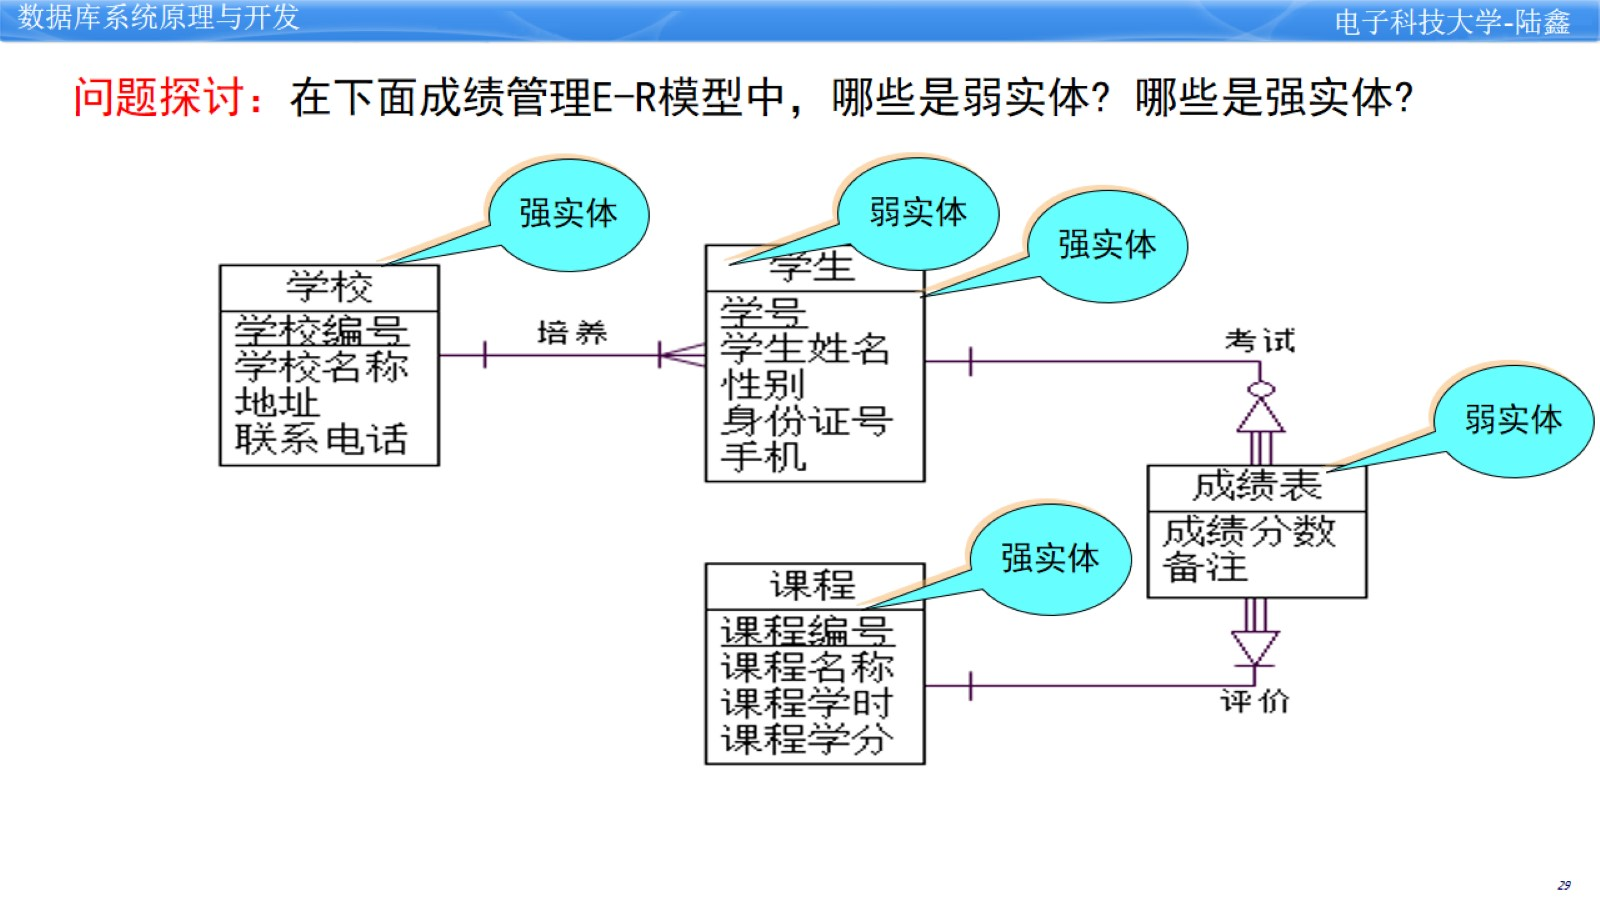 数据库系统原理与开发
电子科技大学-陆鑫
问题探讨：在下面成绩管理E-R模型中，哪些是弱实体？哪些是强实体？
强实体
弱实体
强实体
学校
学校编号
学校名称
地址
联系电话
培养
学生
学号
学生姓名
性别
身份证号
手机
考试
弱实体
成绩表
成绩分数
备注
强实体
课程
课程编号
课程名称
课程学时
课程学分
评价
29